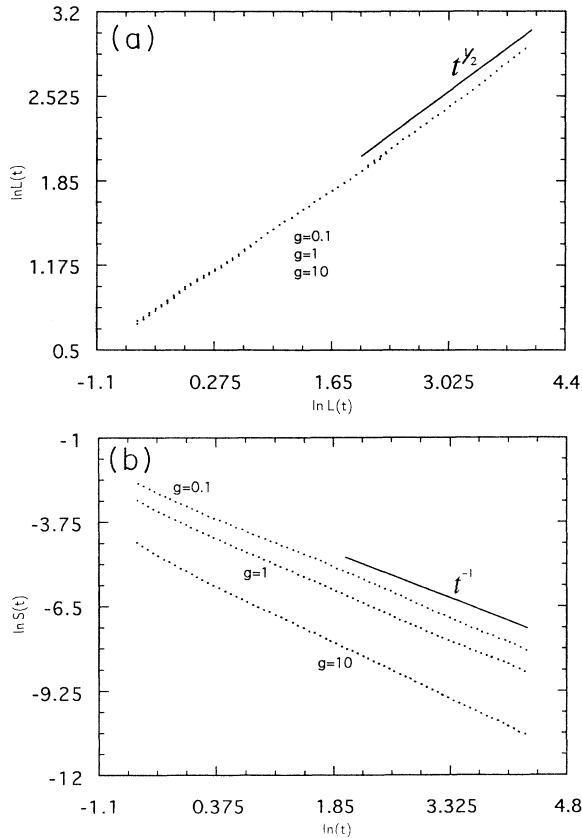 (a)
3.2
2.525
1.85
1.175
0.5
lnL(t)
t^{1/2}
g=0.1
g=1
g=10
-1.1
0.275
1.65
3.025
4.4
ln L(t)
(b)
-1
-3.75
-6.5
-9.25
-12
ln S(t)
g=0.1
g=1
g=10
t^{-1}
-1.1
0.375
1.85
3.325
4.8
ln(t)